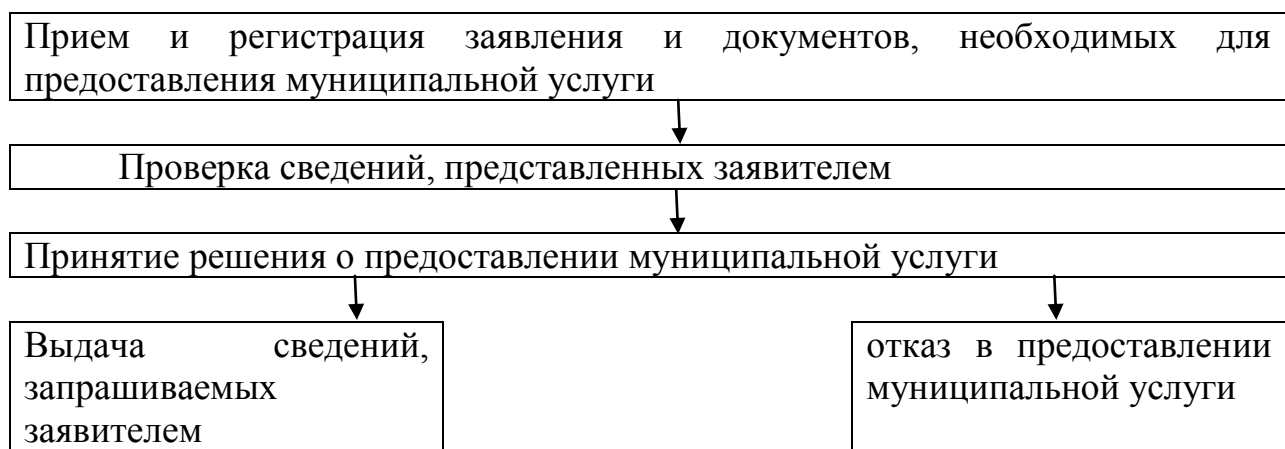 Прием и регистрация заявления и документов, необходимых для
предоставления муниципальной услуги
Проверка сведений, представленных заявителем
Принятие решения о предоставлении муниципальной услуги
Выдача сведений,
запрашиваемых
заявителем
отказ в предоставлении
муниципальной услуги